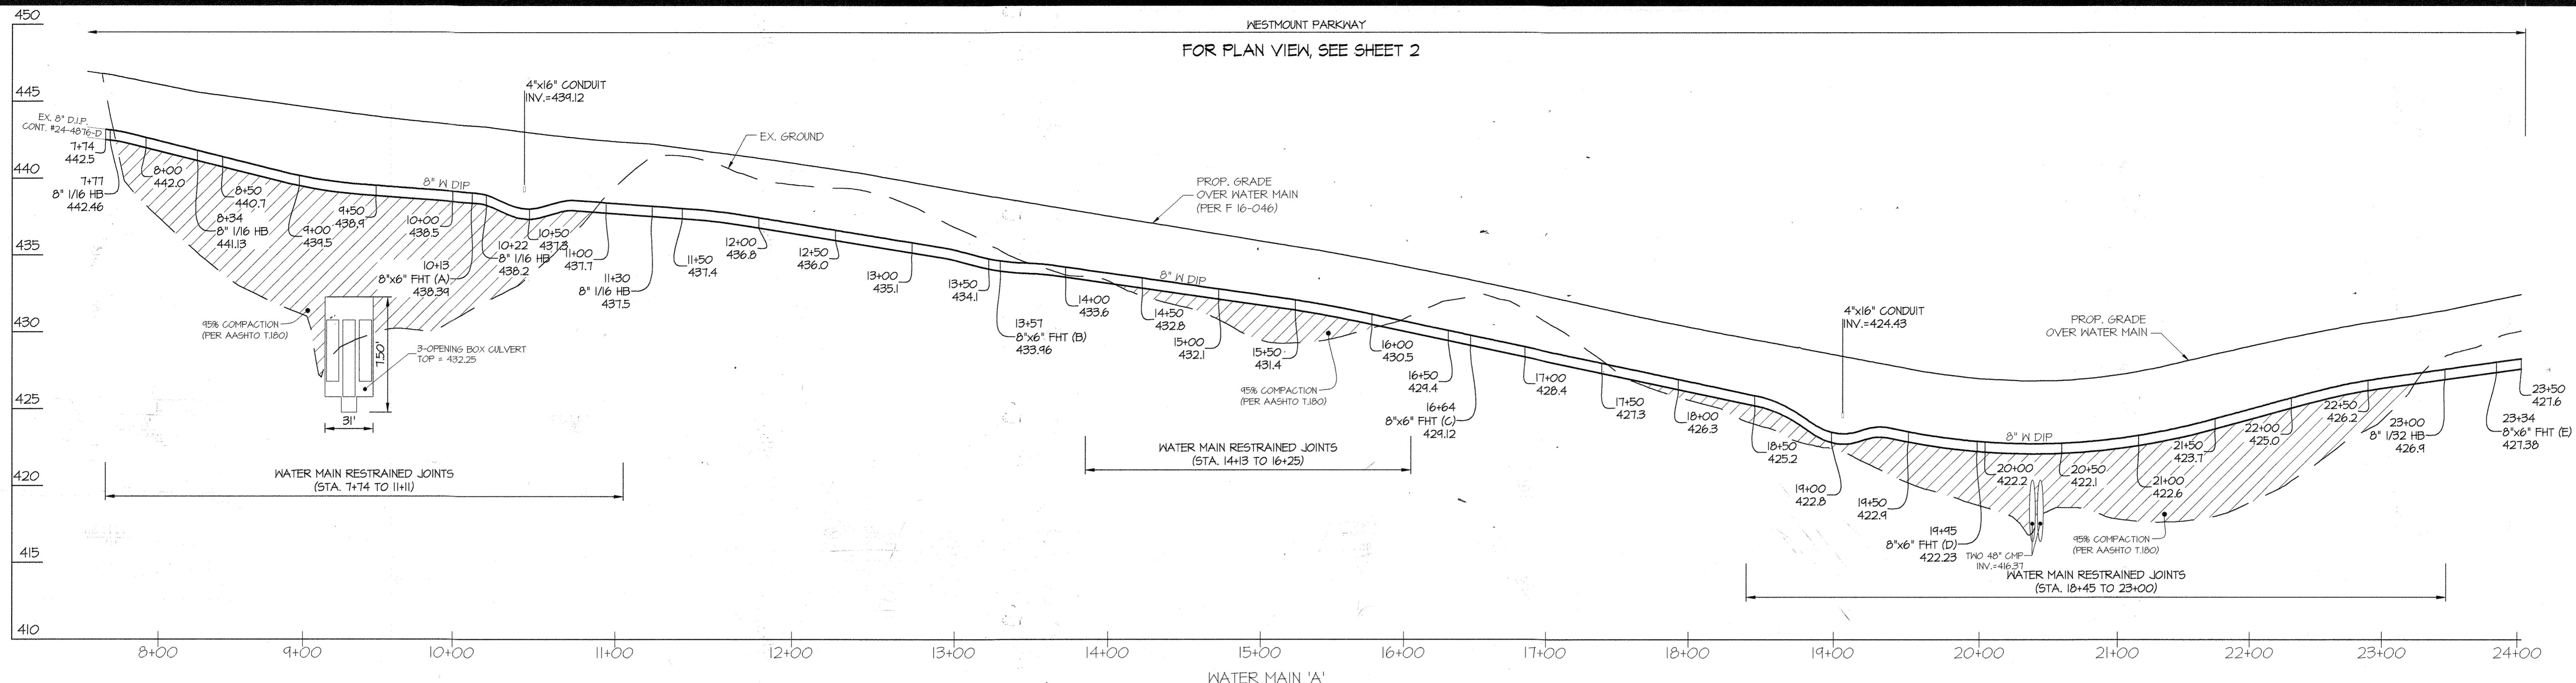 WESTMOUNT PARKWAY
FOR PLAN VIEW, SEE SHEET 2
450
445
440
435
430
425
420
415
410
EX. 8" D.I.P.
CONT. #24-4876-D
7+74
442.5
7+77
8" 1/16 HB
442.46
8+00
442.0
8+34
8" 1/16 HB
441.13
8+50
440.7
9+00
439.5
9+50
438.9
8" W DIP
10+00
438.5
10+13
8"x6" FHT (A)
438.39
10+22
8" 1/16 HB
438.2
4"x16" CONDUIT
INV.=439.12
10+50
437.3
11+00
437.7
11+30
8" 1/16 HB
437.5
11+50
437.4
EX. GROUND
12+00
436.8
12+50
436.0
13+00
435.1
13+50
434.1
13+57
8"x6" FHT (B)
433.96
14+00
433.6
8" W DIP
PROP. GRADE
OVER WATER MAIN
(PER F 16-046)
14+50
432.8
15+00
432.1
15+50
431.4
95% COMPACTION
(PER AASHTO T.180)
16+00
430.5
16+50
429.4
16+64
8"x6" FHT (C)
429.12
17+00
428.4
17+50
427.3
18+00
426.3
18+50
425.2
4"x16" CONDUIT
INV.=424.43
19+00
422.8
19+50
422.9
19+95
8"x6" FHT (D)
422.23
8" W DIP
20+00
422.2
20+50
422.1
TWO 48" CMP
INV.=416.37
21+00
422.6
95% COMPACTION
(PER AASHTO T.180)
21+50
423.7
PROP. GRADE
OVER WATER MAIN
22+00
425.0
22+50
426.2
23+00
8" 1/32 HB
426.9
23+34
8"x6" FHT (E)
427.38
23+50
427.6
95% COMPACTION
(PER AASHTO T.180)
3-OPENING BOX CULVERT
TOP = 432.25
7.50'
31'
WATER MAIN RESTRAINED JOINTS
(STA. 7+74 TO 11+11)
WATER MAIN RESTRAINED JOINTS
(STA. 14+13 TO 16+25)
WATER MAIN RESTRAINED JOINTS
(STA. 18+45 TO 23+00)
8+00 9+00 10+00 11+00 12+00 13+00 14+00 15+00 16+00 17+00 18+00 19+00 20+00 21+00 22+00 23+00 24+00
WATER MAIN 'A'